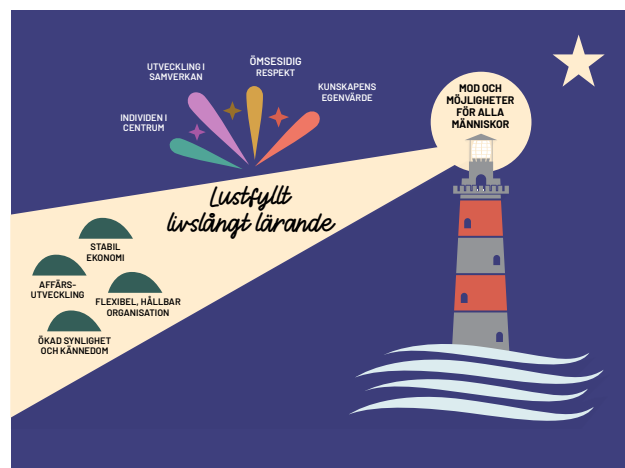 UTVECKLING I
SAMVERKAN
ÖMSESIDIG
RESPEKT
KUNSKAPENS
EGENVÄRDE
INDIVIDEN I
CENTRUM
MOD OCH
MÖJLIGHETER
FÖR ALLA
MÄNNISKOR
Lustfyllt
livslångt lärande
STABIL
EKONOMI
AFFÄRS-
UTVECKLING
FLEXIBEL, HÅLLBAR
ORGANISATION
ÖKAD SYNLIGHET
OCH KÄNNEDOM